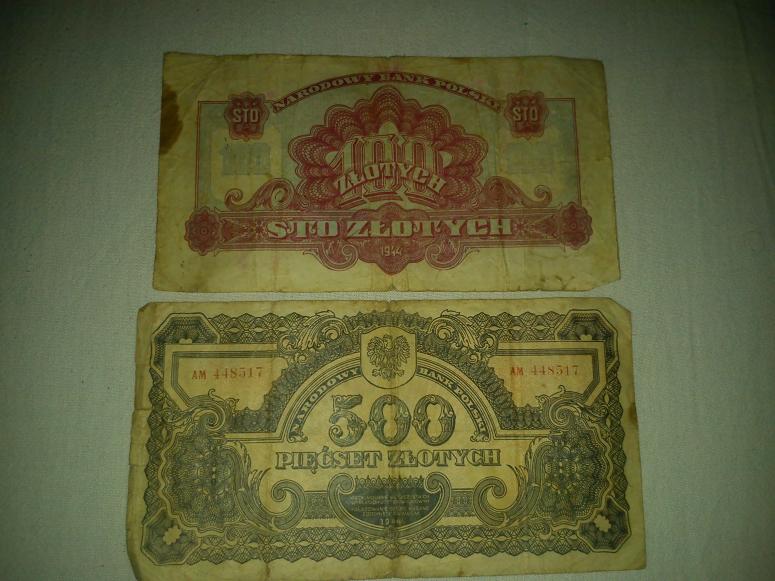 NARODOWY BANK POLSKI
STO STO
100
ZŁOTYCH
STO ZŁOTYCH
1944
AM 448517 AM 448517
NARODOWY BANK POLSKI
500
PIĘĆSET ZŁOTYCH
1944